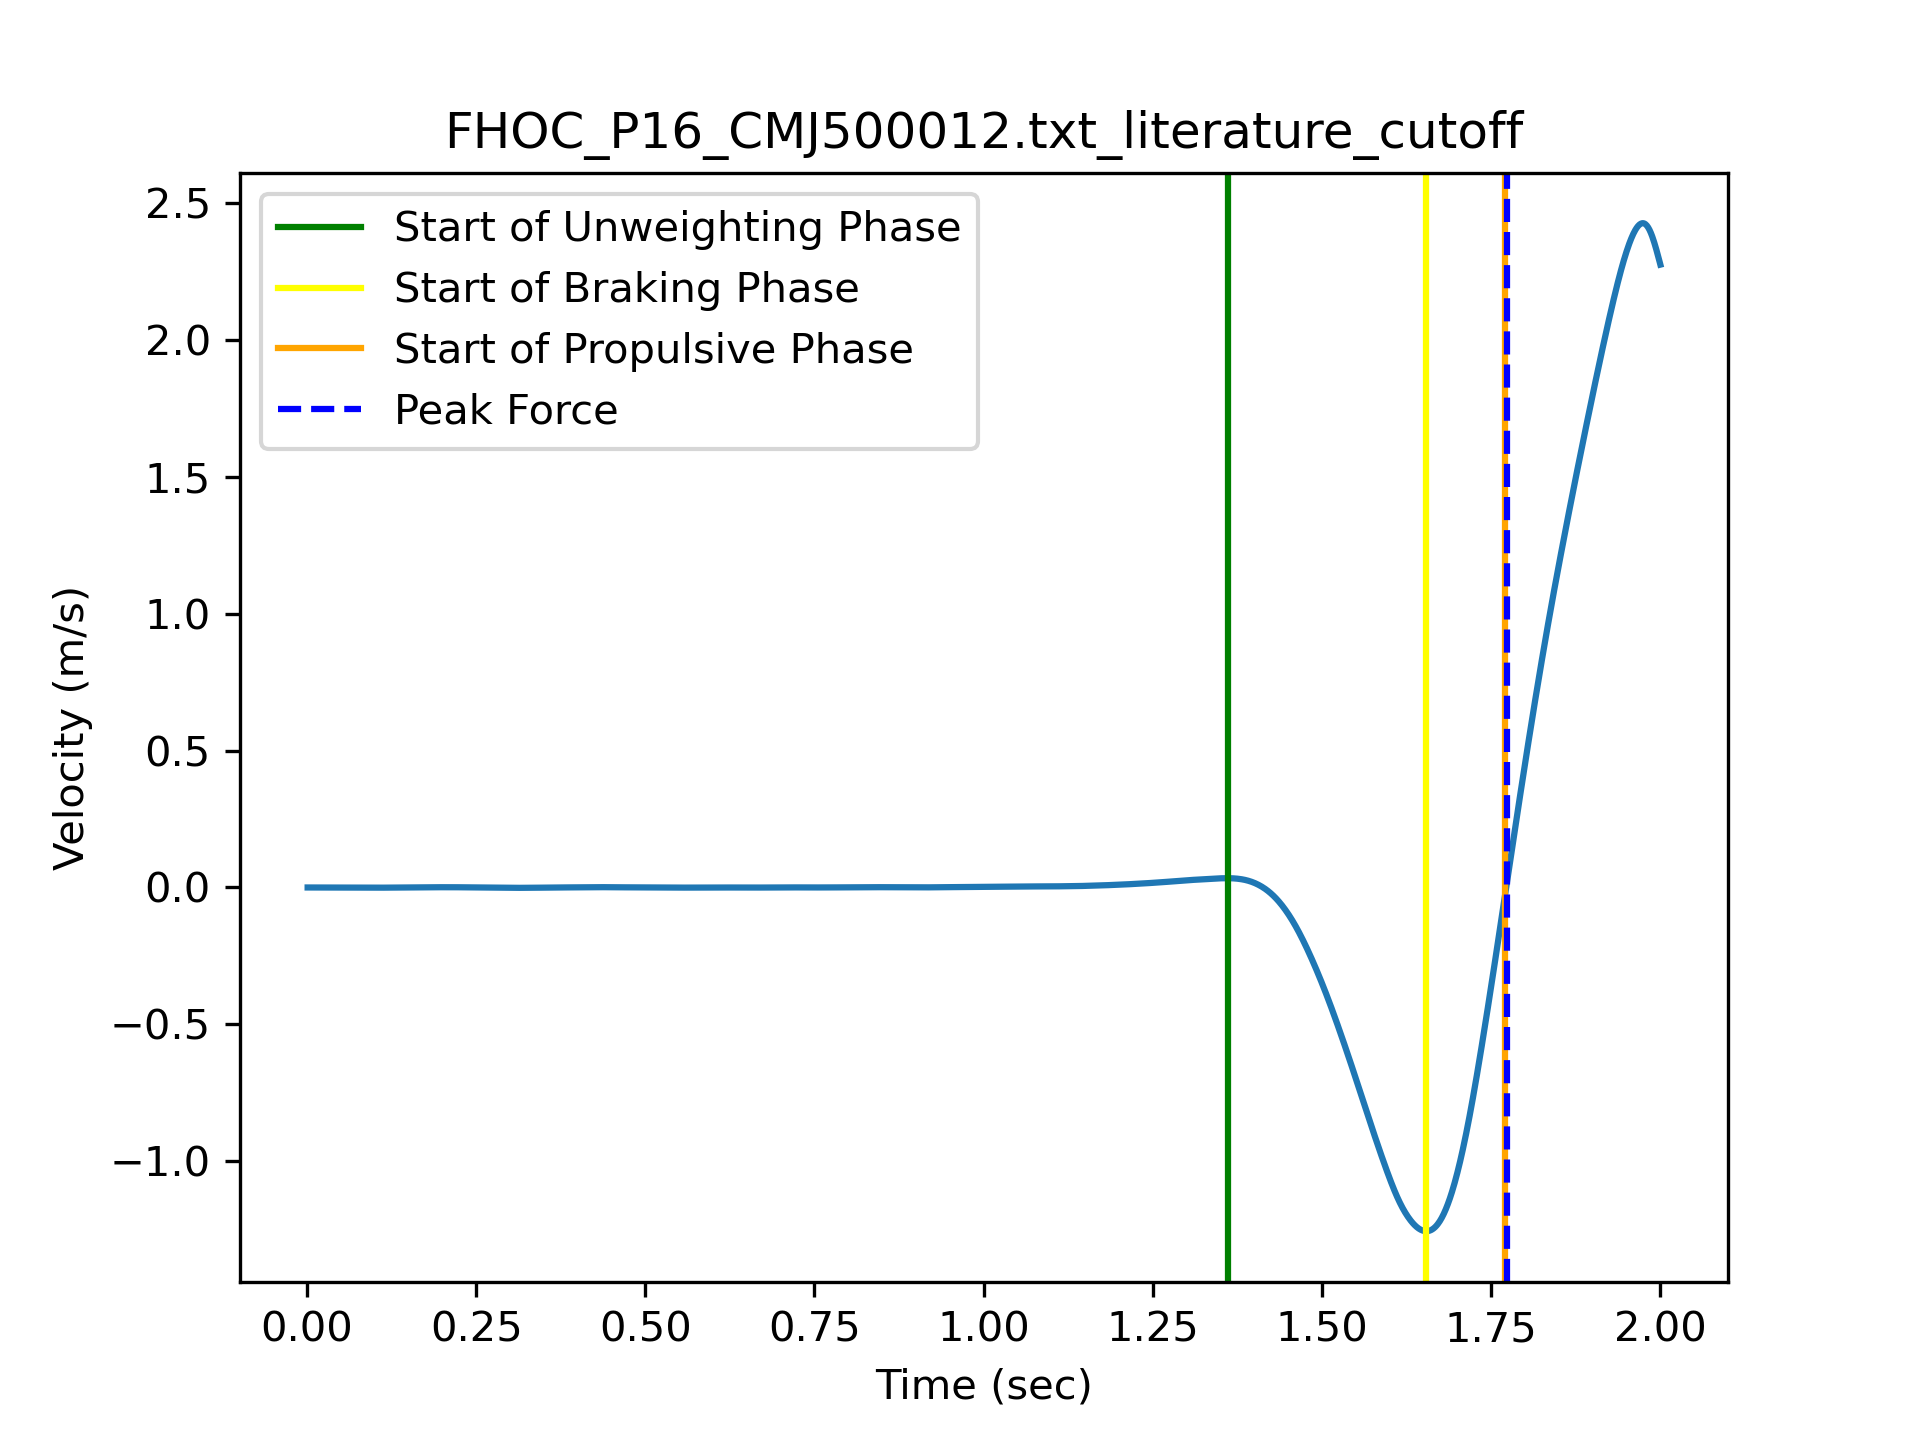 FHOC_P16_CMJ500012.txt_literature_cutoff
Start of Unweighting Phase
Start of Braking Phase
Start of Propulsive Phase
Peak Force
2.5
2.0
1.5
1.0
0.5
0.0
−0.5
−1.0
Velocity (m/s)
0.00 0.25 0.50 0.75 1.00 1.25 1.50 1.75 2.00
Time (sec)